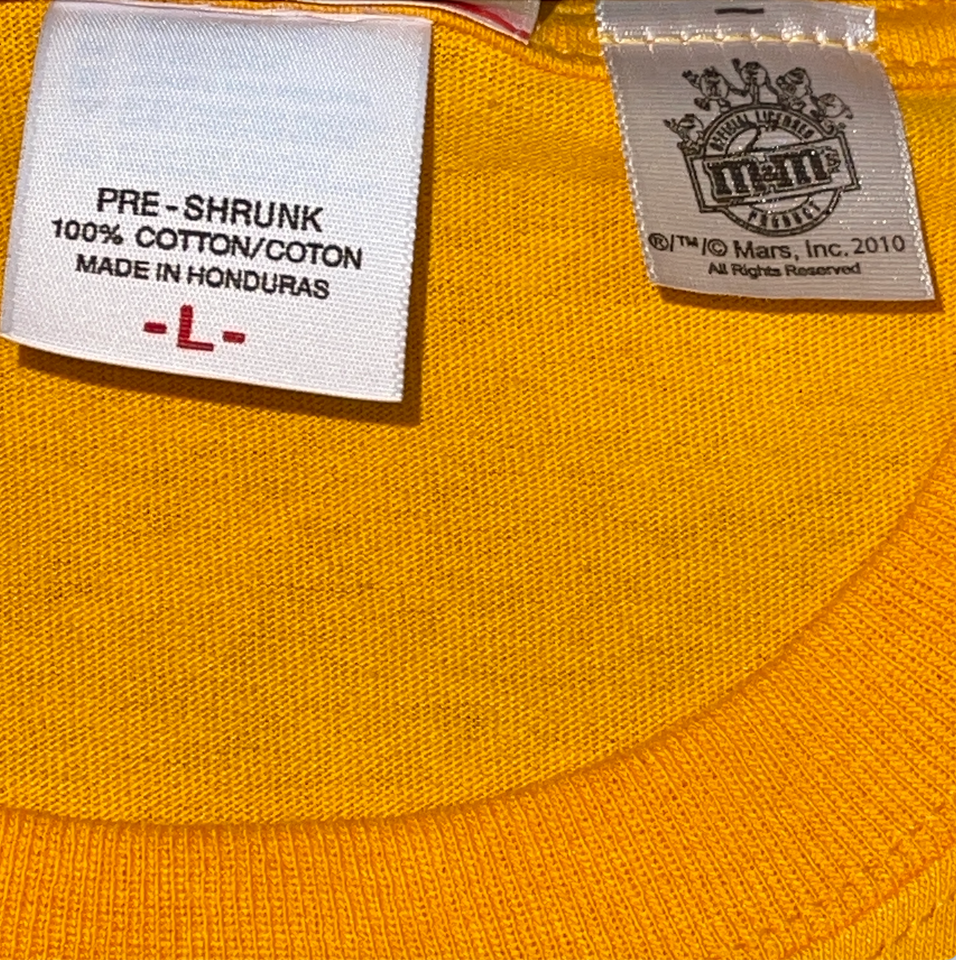 PRE-SHRUNK
100% COTTON/COTON
MADE IN HONDURAS
-L-
OFFICIAL LICENSED
m&m's
PRODUCT
®/™/© Mars, Inc. 2010
All Rights Reserved